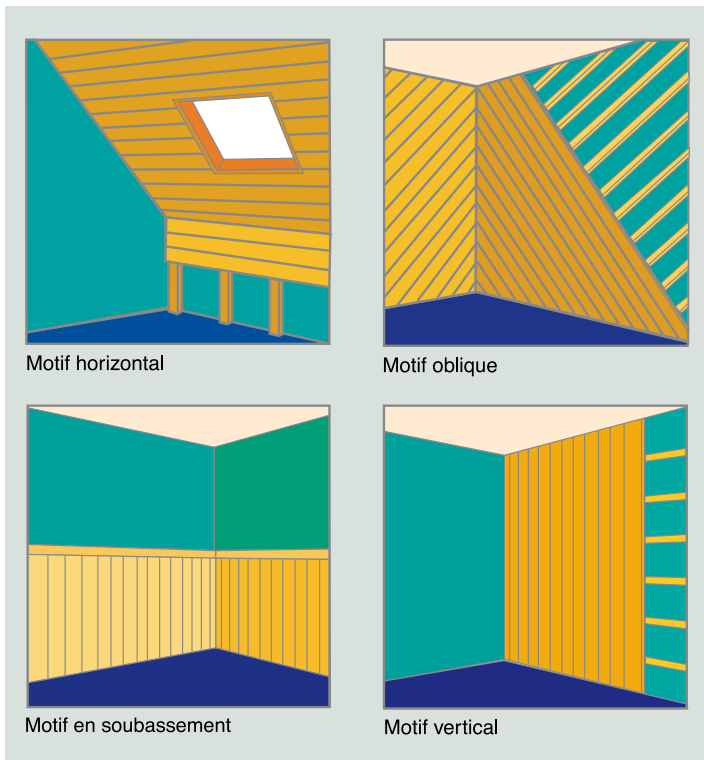 Motif horizontal
Motif oblique
Motif en soubassement
Motif vertical